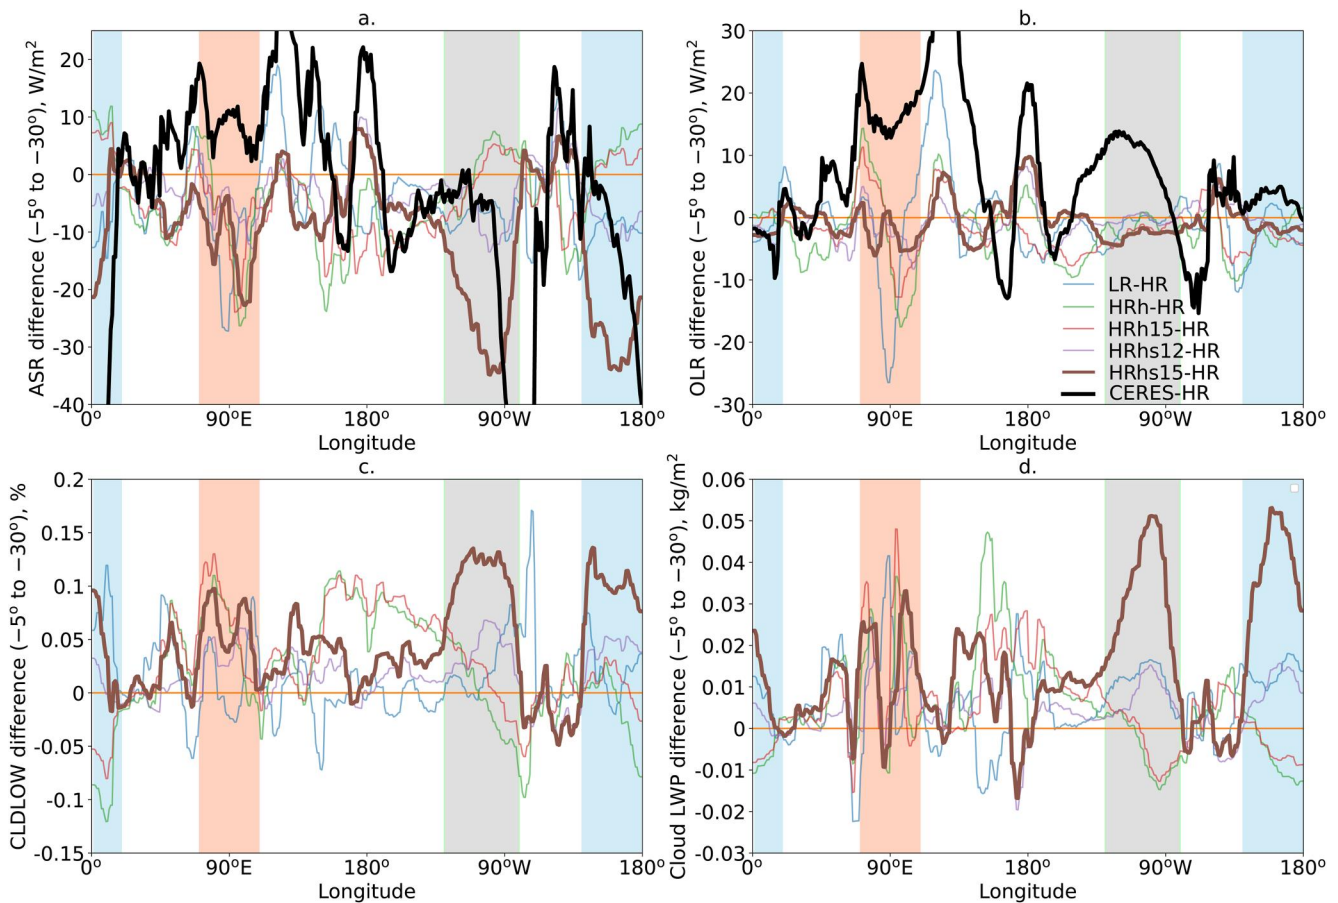 a.
ASR difference (−5° to −30°), W/m²
20
10
0
-10
-20
-30
-40
0° 90°E 180° 90°W 180°
Longitude
b.
OLR difference (−5° to −30°), W/m²
30
20
10
0
-10
-20
-30
LR-HR
HRh-HR
HRh15-HR
HRhs12-HR
HRhs15-HR
CERES-HR
0° 90°E 180° 90°W 180°
Longitude
c.
CLDLOW difference (−5° to −30°), %
0.2
0.15
0.1
0.05
0
-0.05
-0.1
-0.15
0° 90°E 180° 90°W 180°
Longitude
d.
Cloud LWP difference (−5° to −30°), kg/m²
0.06
0.05
0.04
0.03
0.02
0.01
0
-0.01
-0.02
-0.03
0° 90°E 180° 90°W 180°
Longitude